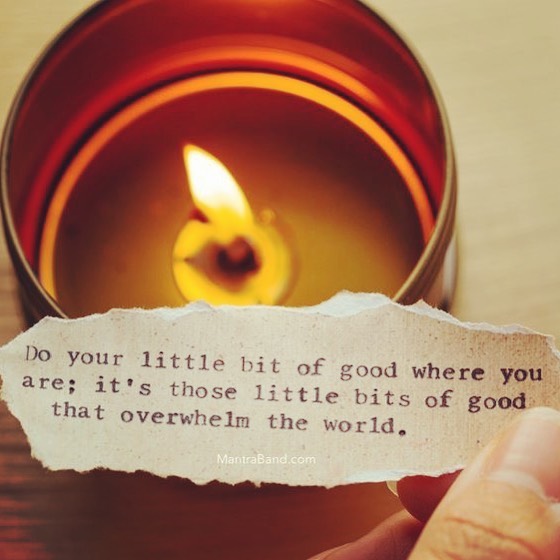 Do your little bit of good where you
are; it's those little bits of good
that overwhelm the world.
MantraBand.com